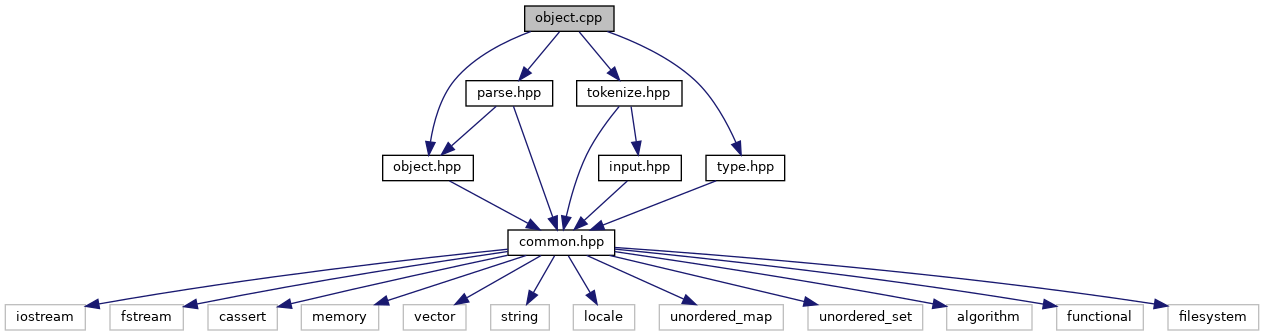 object.cpp
parse.hpp
tokenize.hpp
object.hpp
input.hpp
type.hpp
common.hpp
iostream
fstream
cassert
memory
vector
string
locale
unordered_map
unordered_set
algorithm
functional
filesystem